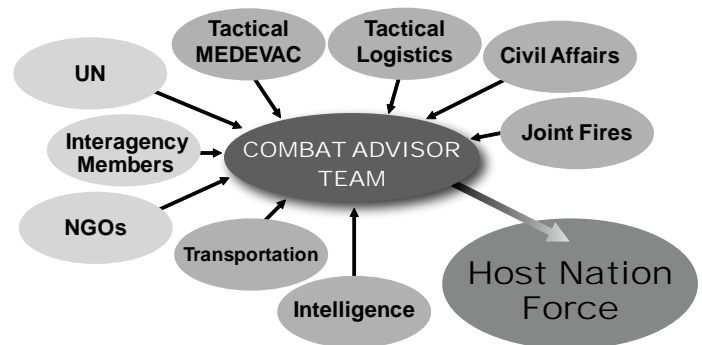 Tactical
MEDEVAC
Tactical
Logistics
Civil Affairs
UN
Joint Fires
Interagency
Members
COMBAT ADVISOR
TEAM
NGOs
Transportation
Intelligence
Host Nation
Force